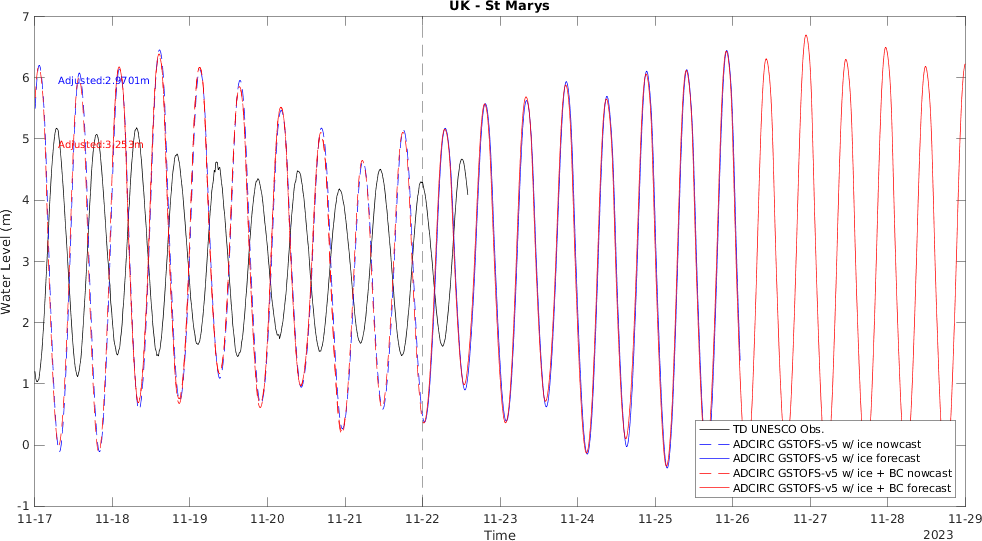 UK - St Marys
7
6
5
4
3
2
1
0
-1
Water Level (m)
Adjusted:2.9701m
Adjusted:3.253m
TD UNESCO Obs.
ADCIRC GSTOFS-v5 w/ ice nowcast
ADCIRC GSTOFS-v5 w/ ice forecast
ADCIRC GSTOFS-v5 w/ ice + BC nowcast
ADCIRC GSTOFS-v5 w/ ice + BC forecast
11-17 11-18 11-19 11-20 11-21 11-22 11-23 11-24 11-25 11-26 11-27 11-28 11-29
Time
2023